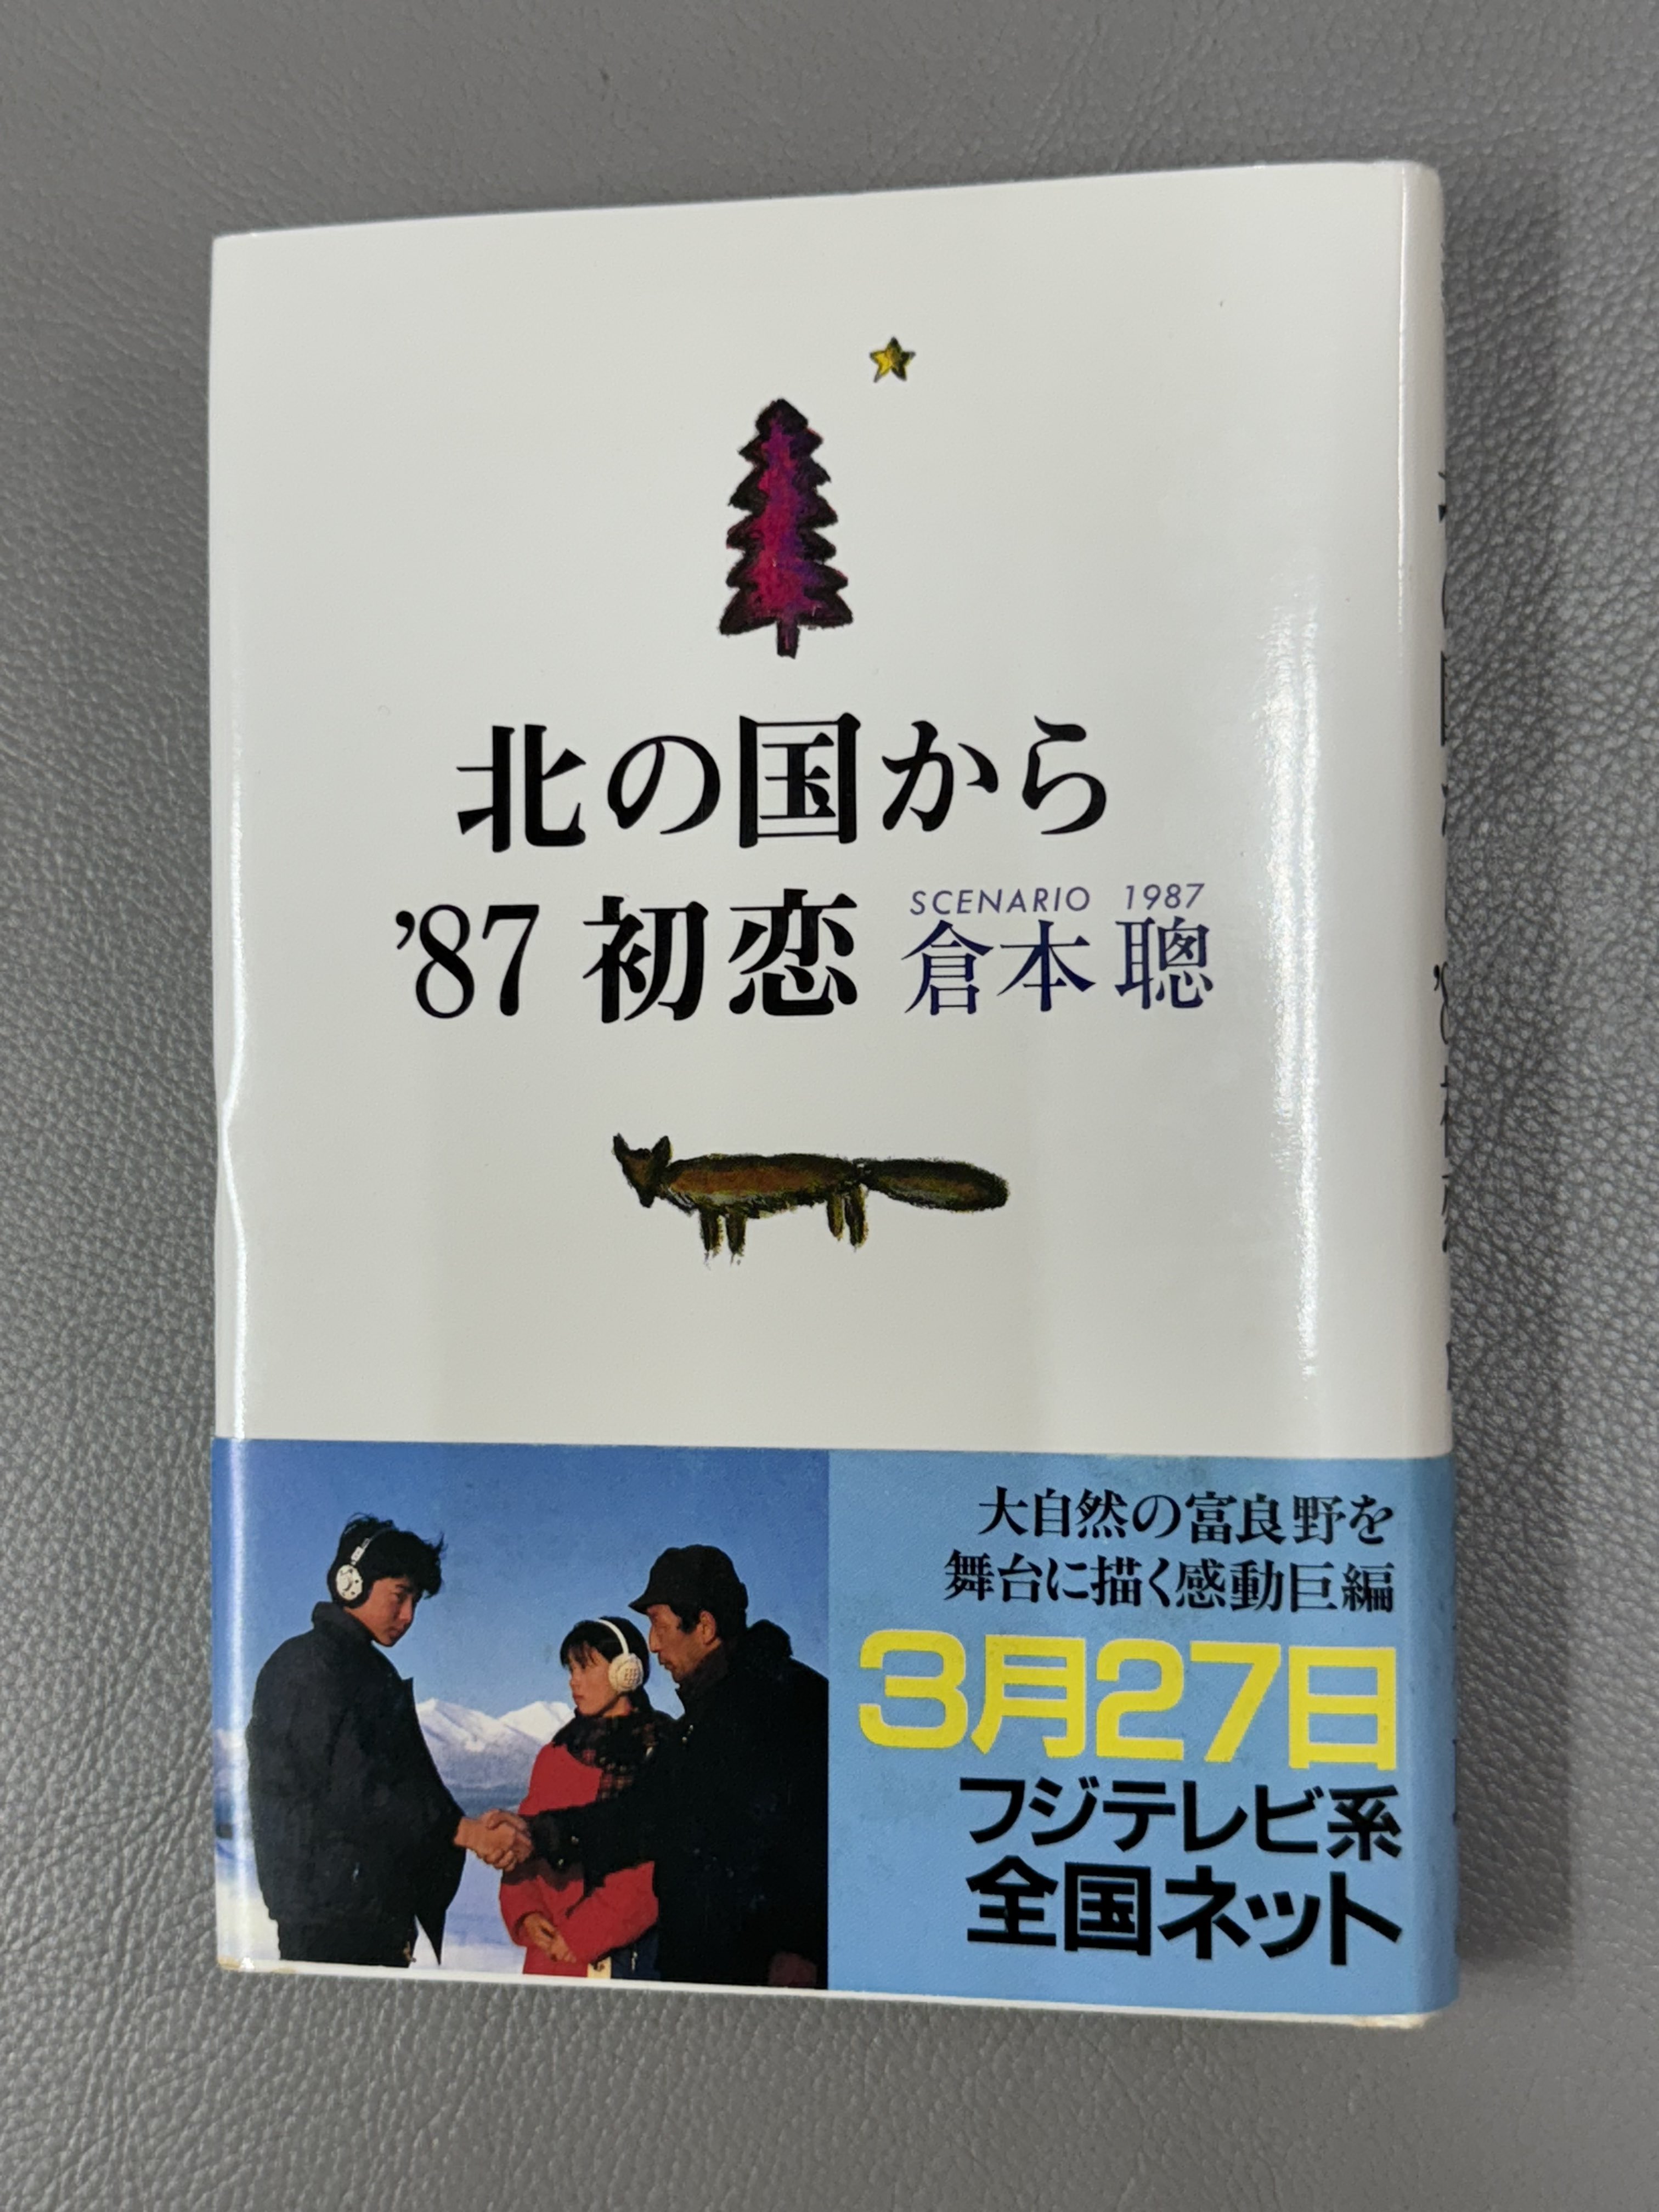 北の国から
'87 初恋
SCENARIO 1987
倉本聰
大自然の富良野を
舞台に描く感動巨編
3月27日
フジテレビ系
全国ネット